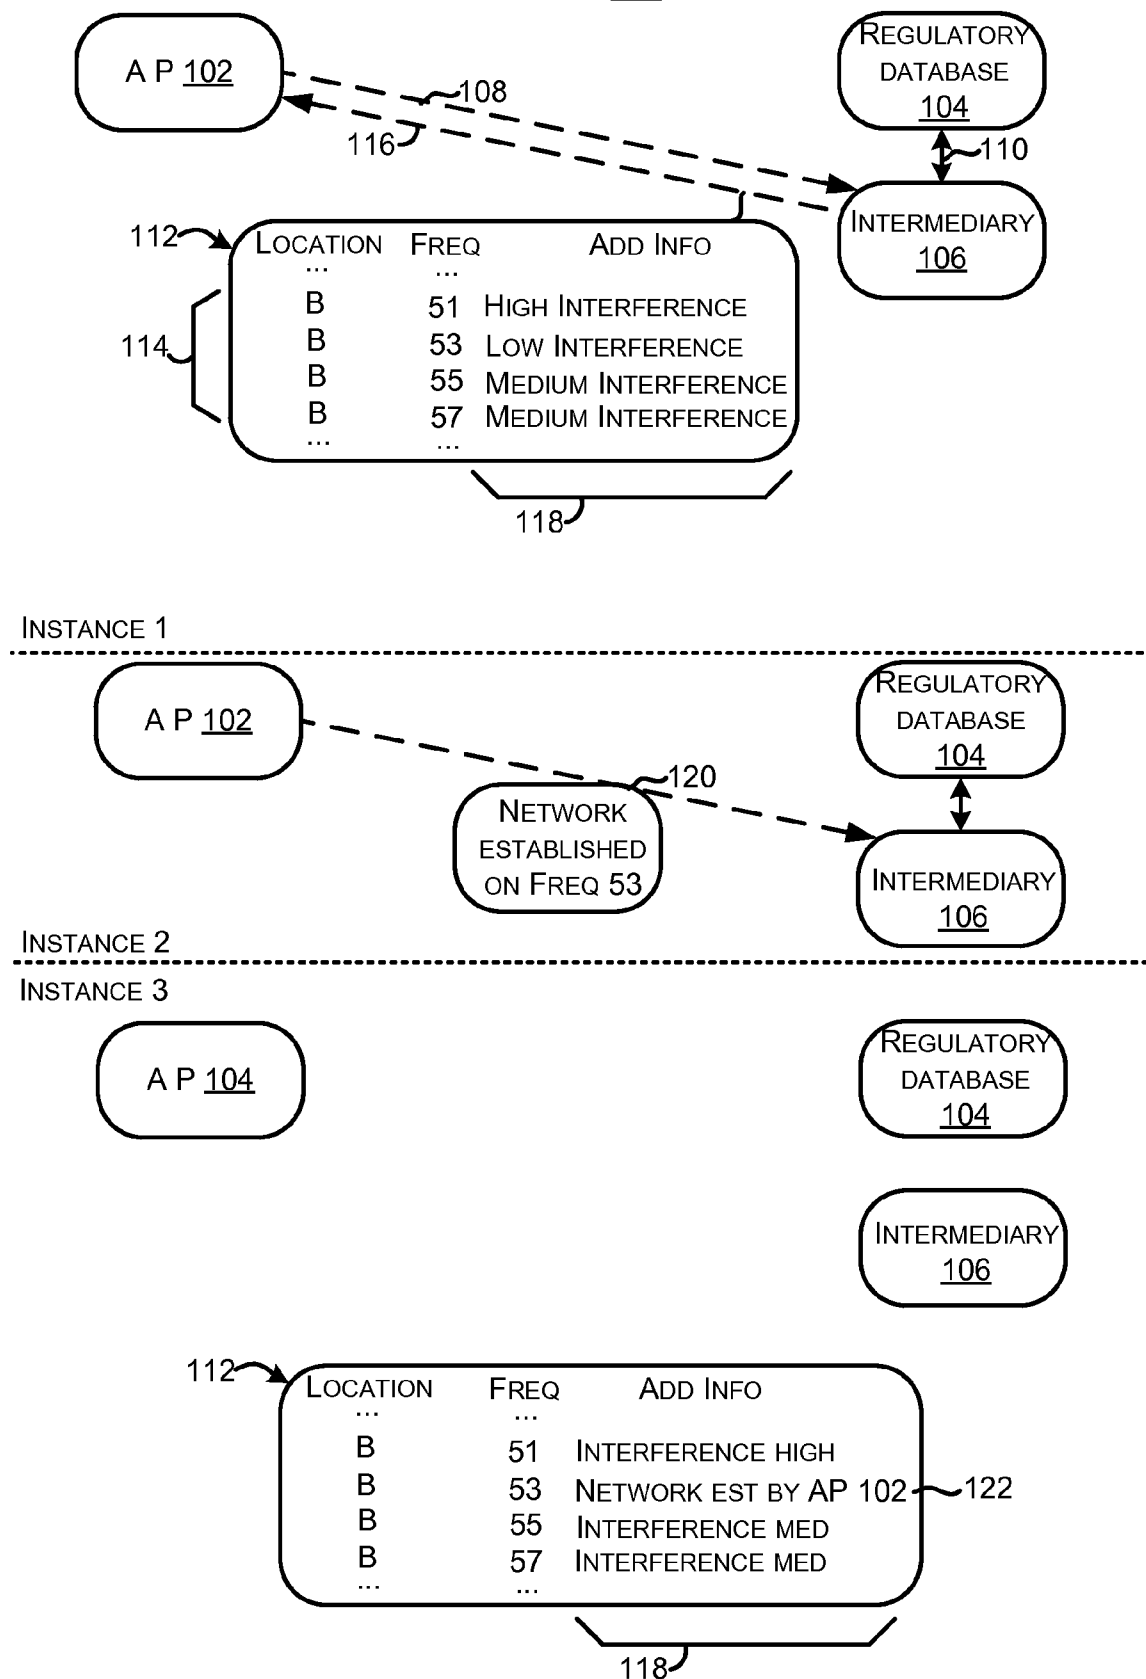 A P 102
REGULATORY
DATABASE
104
108
116
110
INTERMEDIARY
106
112
LOCATION FREQ ADD INFO
... ...
B 51 HIGH INTERFERENCE
B 53 LOW INTERFERENCE
B 55 MEDIUM INTERFERENCE
B 57 MEDIUM INTERFERENCE
... ...
114
118
INSTANCE 1
A P 102
REGULATORY
DATABASE
104
120
NETWORK
ESTABLISHED
ON FREQ 53
INTERMEDIARY
106
INSTANCE 2
INSTANCE 3
A P 104
REGULATORY
DATABASE
104
INTERMEDIARY
106
112
LOCATION FREQ ADD INFO
... ...
B 51 INTERFERENCE HIGH
B 53 NETWORK EST BY AP 102
122
B 55 INTERFERENCE MED
B 57 INTERFERENCE MED
... ...
118